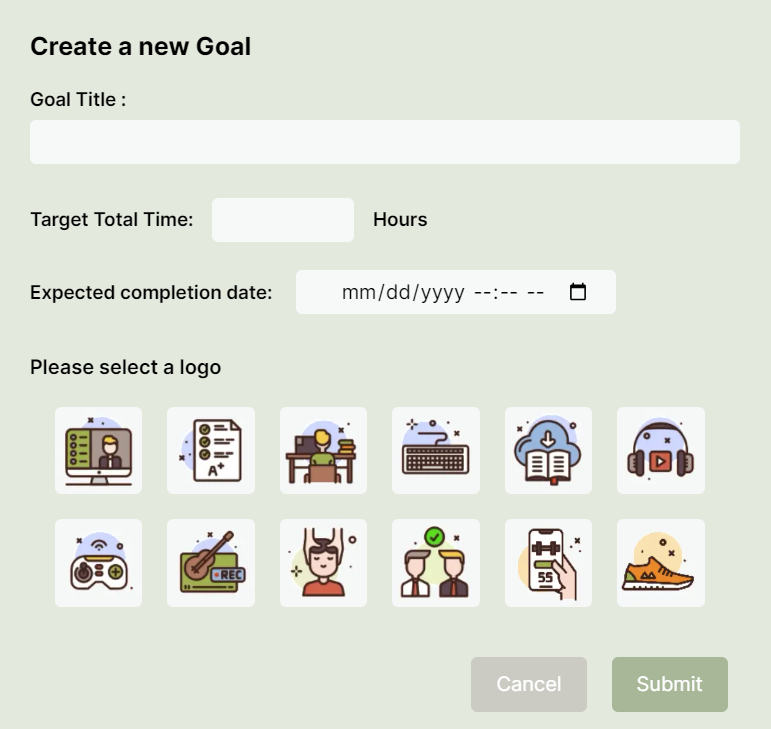 Create a new Goal
Goal Title :
Target Total Time: Hours
Expected completion date: mm/dd/yyyy --:-- --
Please select a logo
A+
REC
55
Cancel Submit